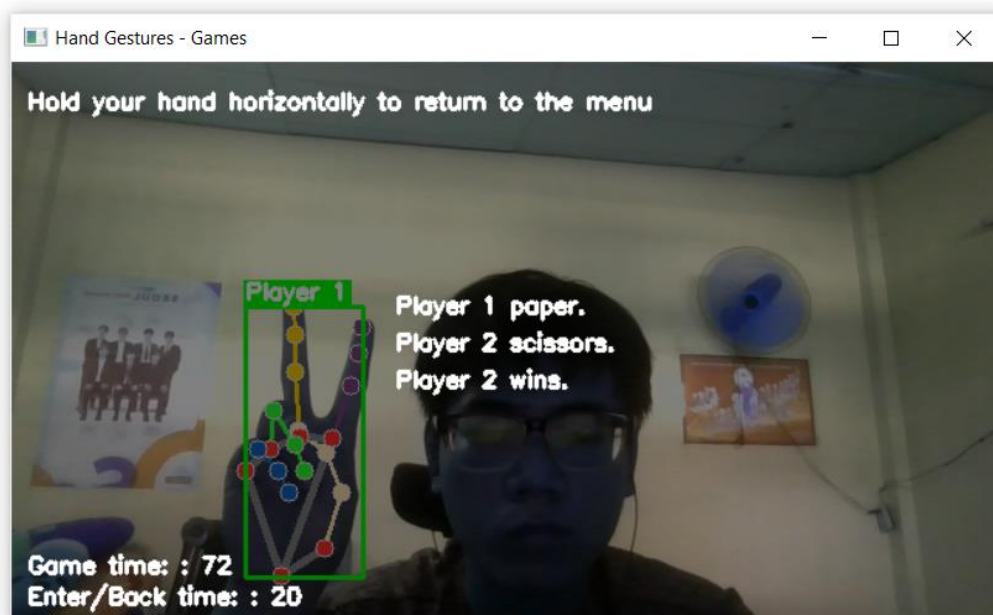 Hand Gestures - Games
Hold your hand horizontally to return to the menu
Player 1
Player 1 paper.
Player 2 scissors.
Player 2 wins.
Game time: : 72
Enter/Back time: : 20